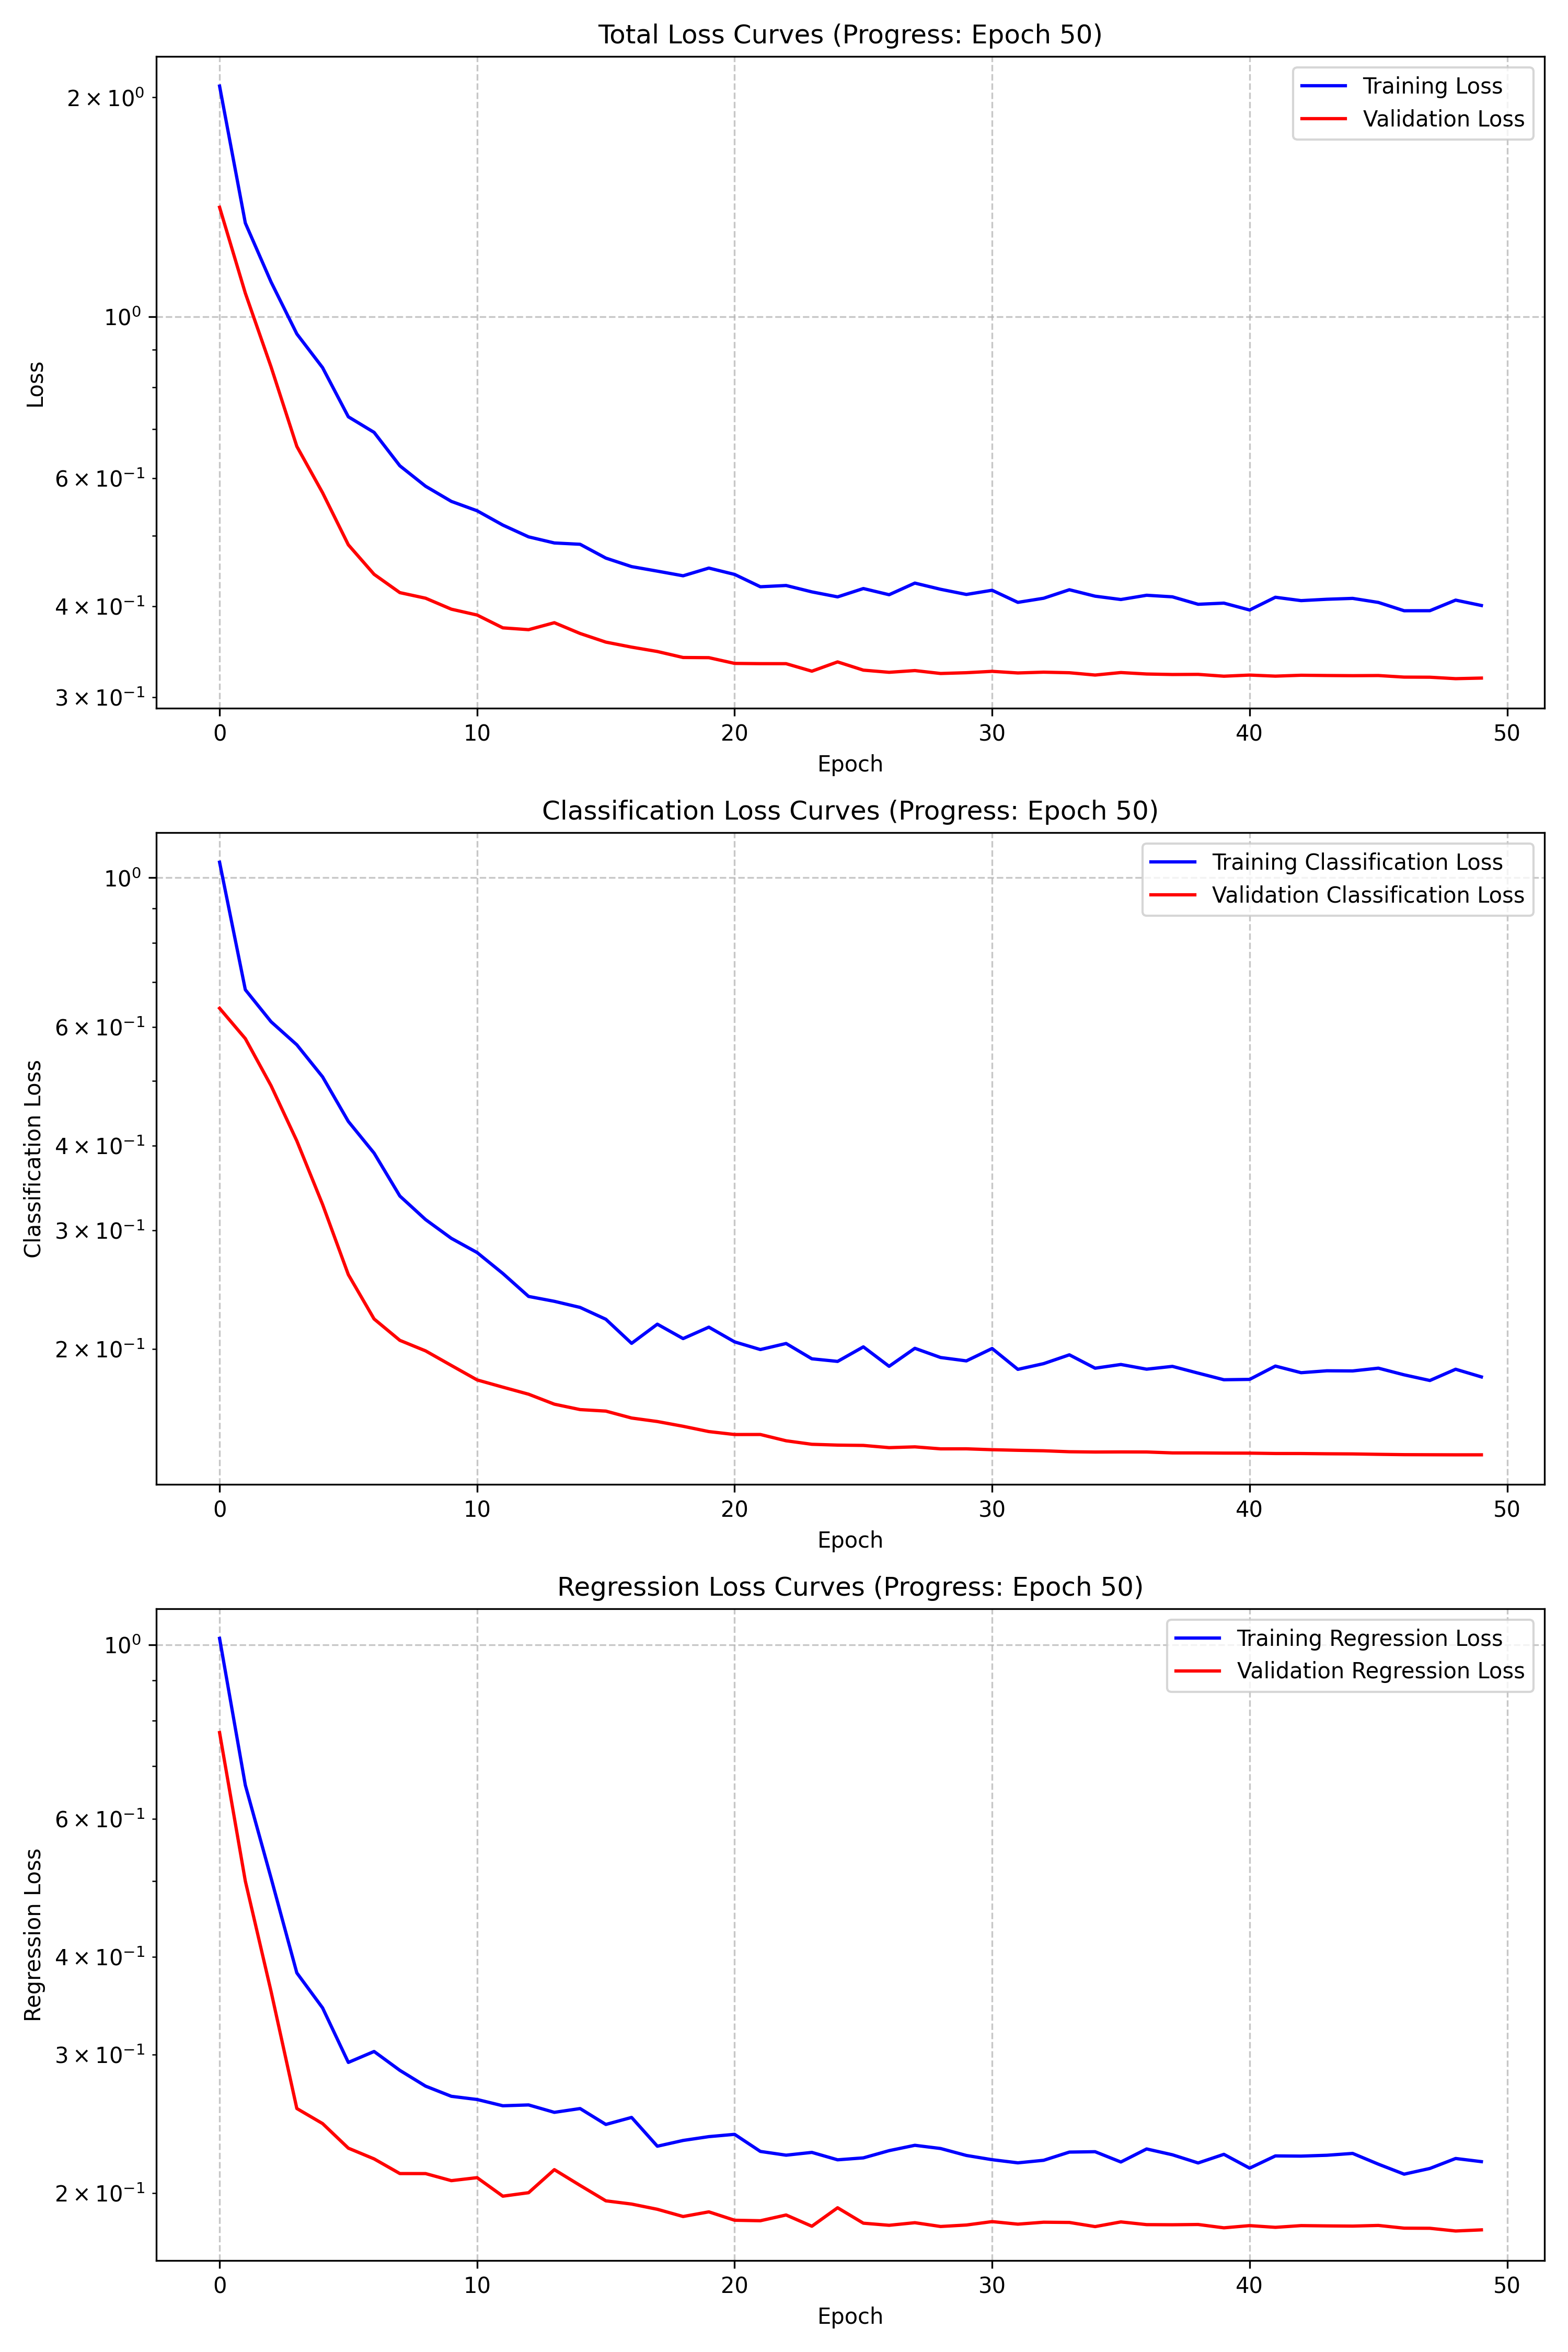 Total Loss Curves (Progress: Epoch 50)
Training Loss
Validation Loss
Loss
2 × 10⁰
10⁰
6 × 10⁻¹
4 × 10⁻¹
3 × 10⁻¹
0 10 20 30 40 50
Epoch
Classification Loss Curves (Progress: Epoch 50)
Training Classification Loss
Validation Classification Loss
Classification Loss
10⁰
6 × 10⁻¹
4 × 10⁻¹
3 × 10⁻¹
2 × 10⁻¹
0 10 20 30 40 50
Epoch
Regression Loss Curves (Progress: Epoch 50)
Training Regression Loss
Validation Regression Loss
Regression Loss
10⁰
6 × 10⁻¹
4 × 10⁻¹
3 × 10⁻¹
2 × 10⁻¹
0 10 20 30 40 50
Epoch